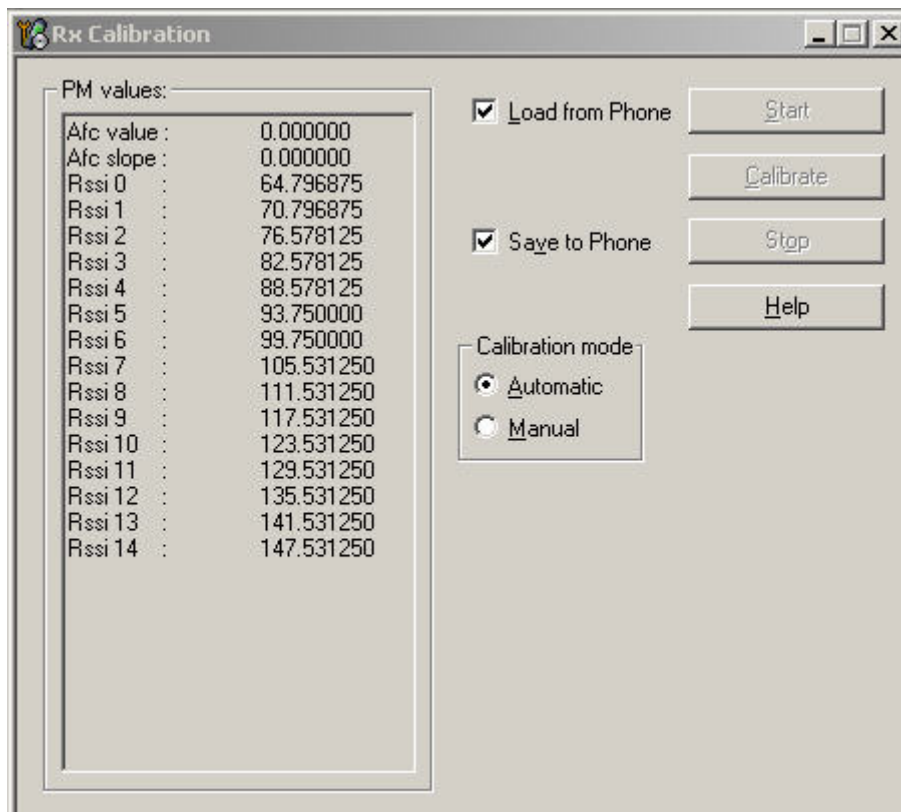 Rx Calibration
PM values:
Afc value : 0.000000
Afc slope : 0.000000
Rssi 0 : 64.796875
Rssi 1 : 70.796875
Rssi 2 : 76.578125
Rssi 3 : 82.578125
Rssi 4 : 88.578125
Rssi 5 : 93.750000
Rssi 6 : 99.750000
Rssi 7 : 105.531250
Rssi 8 : 111.531250
Rssi 9 : 117.531250
Rssi 10 : 123.531250
Rssi 11 : 129.531250
Rssi 12 : 135.531250
Rssi 13 : 141.531250
Rssi 14 : 147.531250
Load from Phone
Save to Phone
Calibration mode
Automatic
Manual
Start
Calibrate
Stop
Help